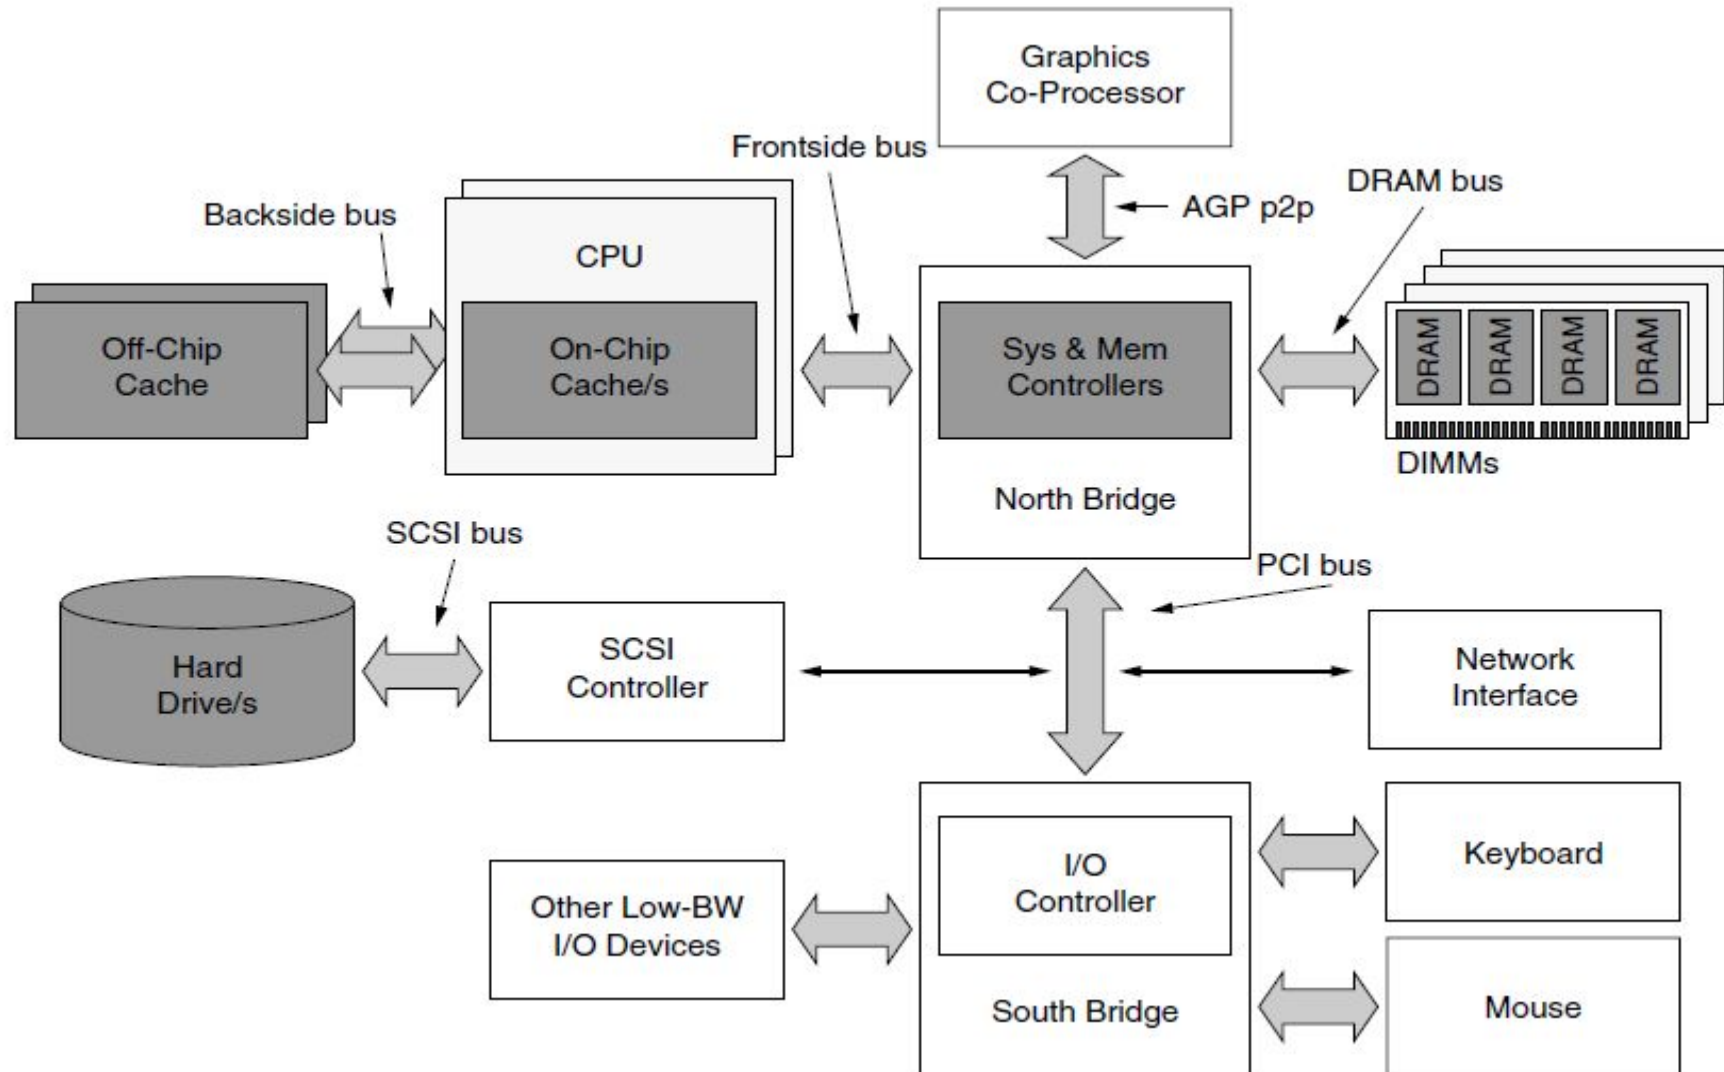 Graphics
Co-Processor
Frontside bus
AGP p2p
DRAM bus
Backside bus
CPU
Off-Chip
Cache
On-Chip
Cache/s
Sys & Mem
Controllers
DRAM
DRAM
DRAM
DRAM
DIMMs
North Bridge
SCSI bus
PCI bus
Hard
Drive/s
SCSI
Controller
Network
Interface
I/O
Controller
Keyboard
Other Low-BW
I/O Devices
South Bridge
Mouse